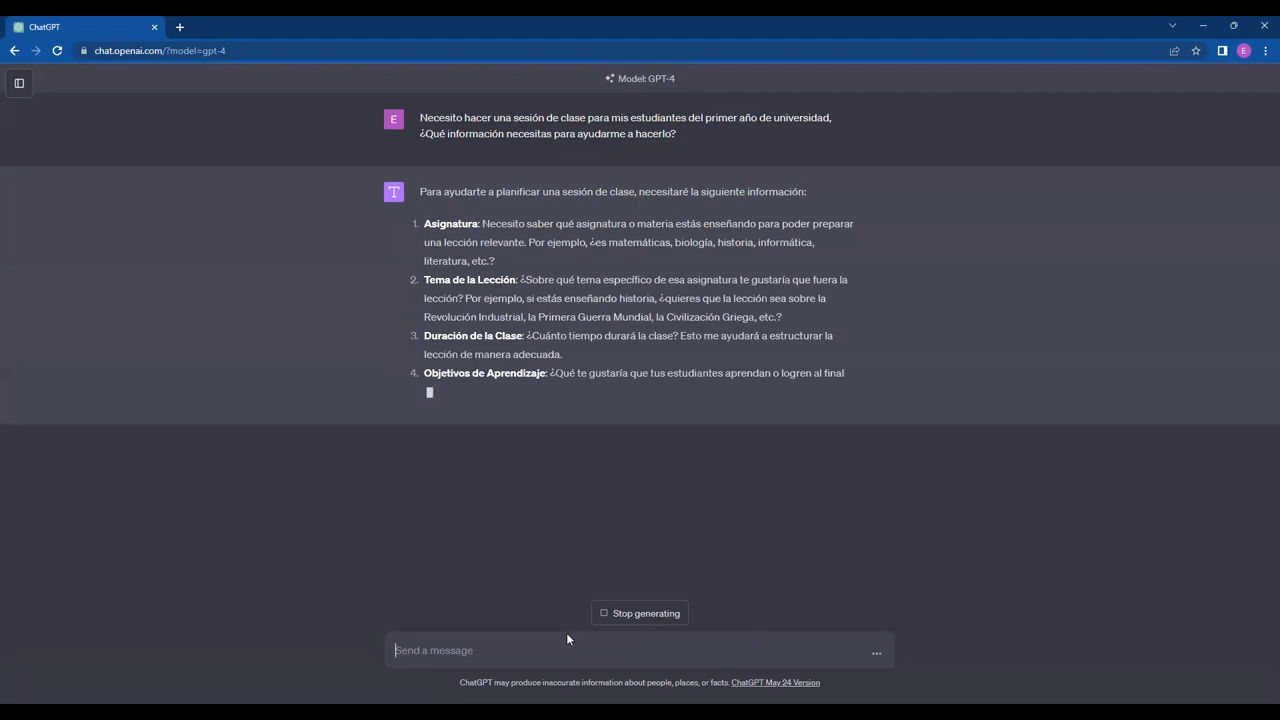 ChatGPT
chat.openai.com/?model=gpt-4
E
Model: GPT-4
E
Necesito hacer una sesión de clase para mis estudiantes del primer año de universidad,
¿Qué información necesitas para ayudarme a hacerlo?
T
Para ayudarte a planificar una sesión de clase, necesitaré la siguiente información:
1. Asignatura: Necesito saber qué asignatura o materia estás enseñando para poder preparar
una lección relevante. Por ejemplo, ¿es matemáticas, biología, historia, informática,
literatura, etc.?
2. Tema de la Lección: ¿Sobre qué tema específico de esa asignatura te gustaría que fuera la
lección? Por ejemplo, si estás enseñando historia, ¿quieres que la lección sea sobre la
Revolución Industrial, la Primera Guerra Mundial, la Civilización Griega, etc.?
3. Duración de la Clase: ¿Cuánto tiempo durará la clase? Esto me ayudará a estructurar la
lección de manera adecuada.
4. Objetivos de Aprendizaje: ¿Qué te gustaría que tus estudiantes aprendan o logren al final
Stop generating
Send a message
ChatGPT may produce inaccurate information about people, places, or facts. ChatGPT May 24 Version